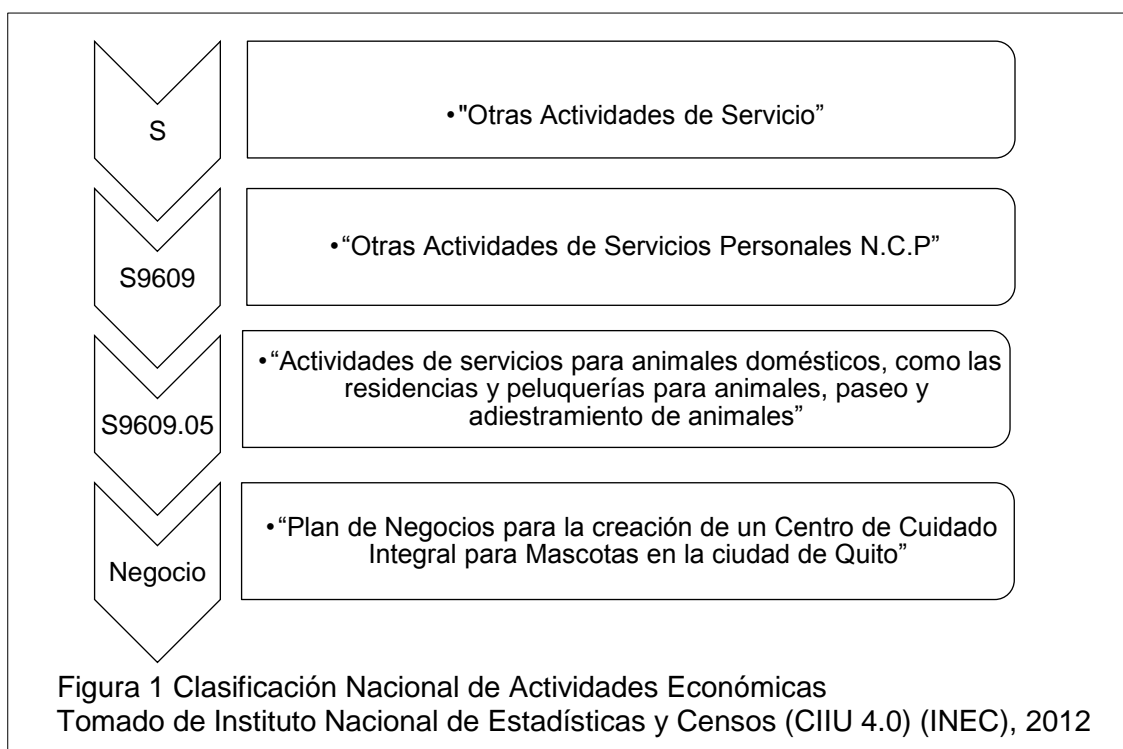 S
•"Otras Actividades de Servicio”
S9609
•“Otras Actividades de Servicios Personales N.C.P”
S9609.05
•“Actividades de servicios para animales domésticos, como las
residencias y peluquerías para animales, paseo y
adiestramiento de animales”
Negocio
•“Plan de Negocios para la creación de un Centro de Cuidado
Integral para Mascotas en la ciudad de Quito”
Figura 1 Clasificación Nacional de Actividades Económicas
Tomado de Instituto Nacional de Estadísticas y Censos (CIIU 4.0) (INEC), 2012